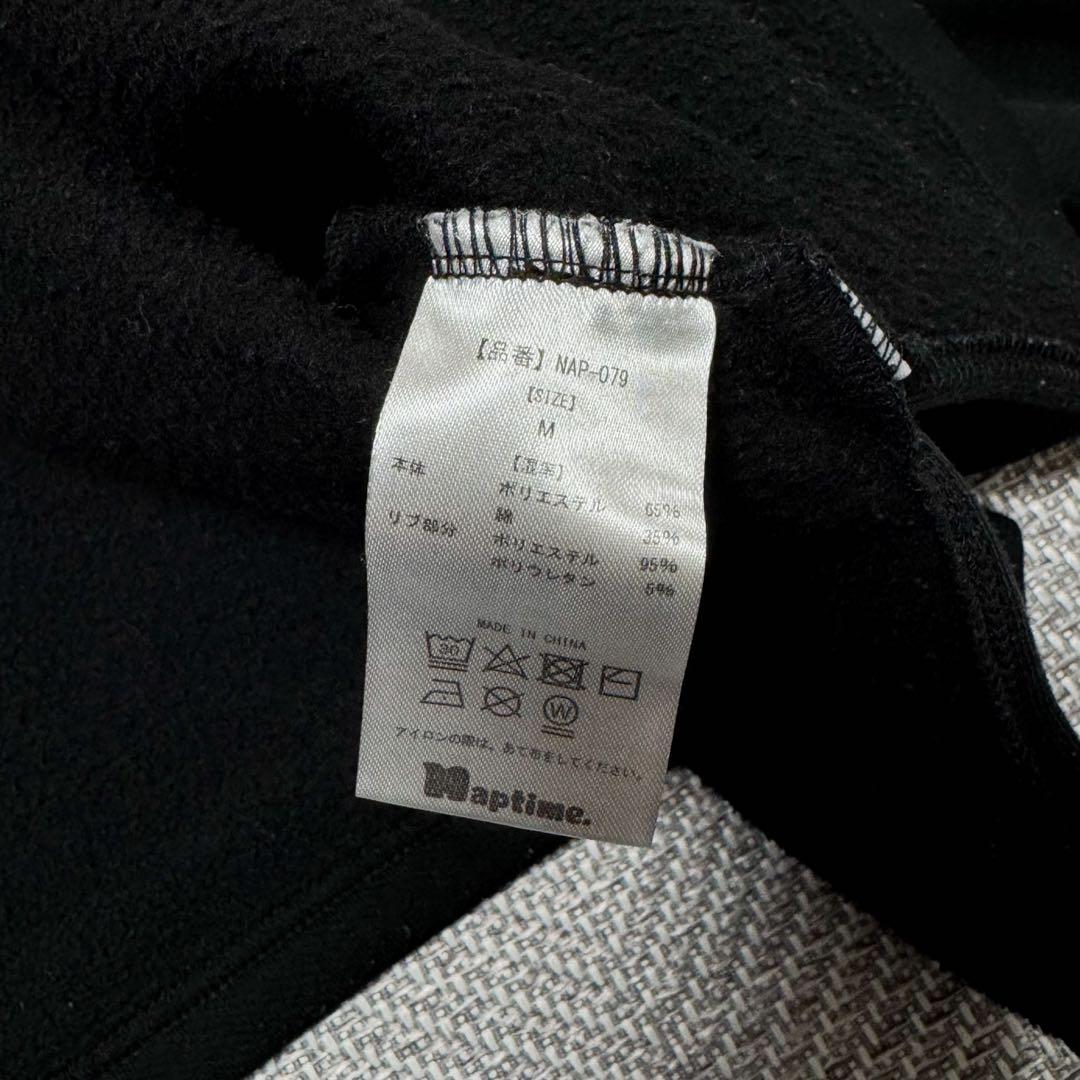 【品番】NAP-079
【SIZE】
M
【混率】
本体 ポリエステル 65%
綿 35%
リブ部分 ポリエステル 95%
ポリウレタン 5%
MADE IN CHINA
30
W
アイロンの際は、あて布をしてください。
Naptime.